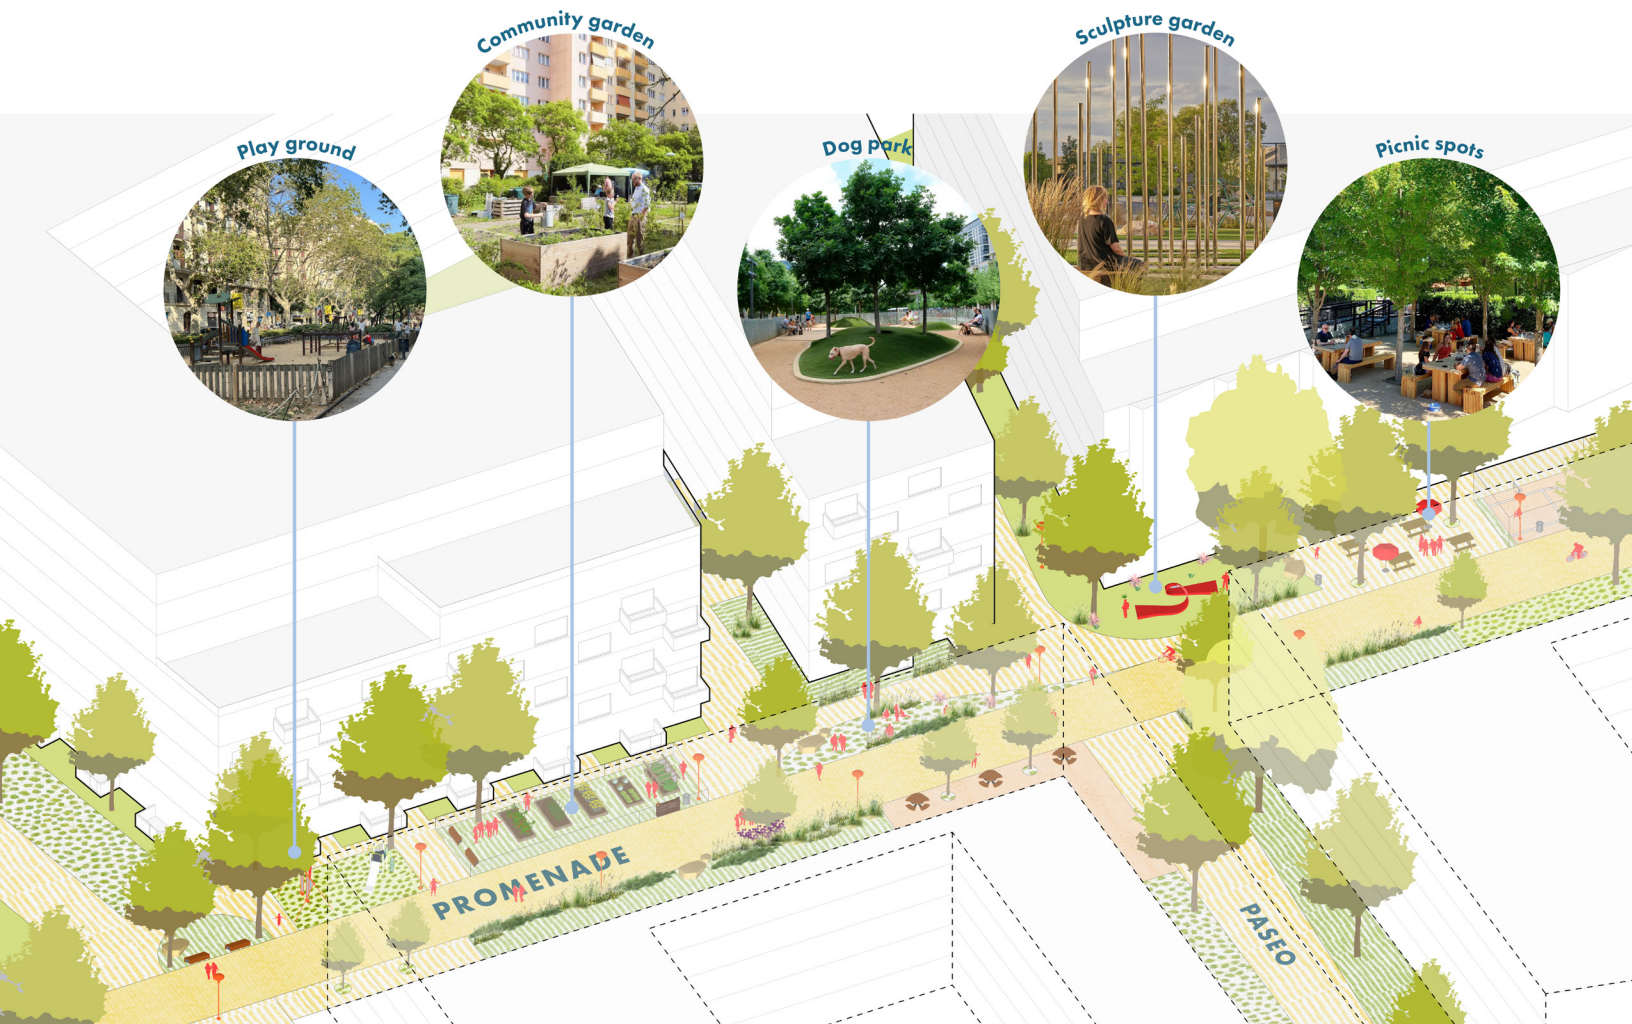 Community garden
Sculpture garden
Play ground
Dog park
Picnic spots
PROMENADE
PASEO